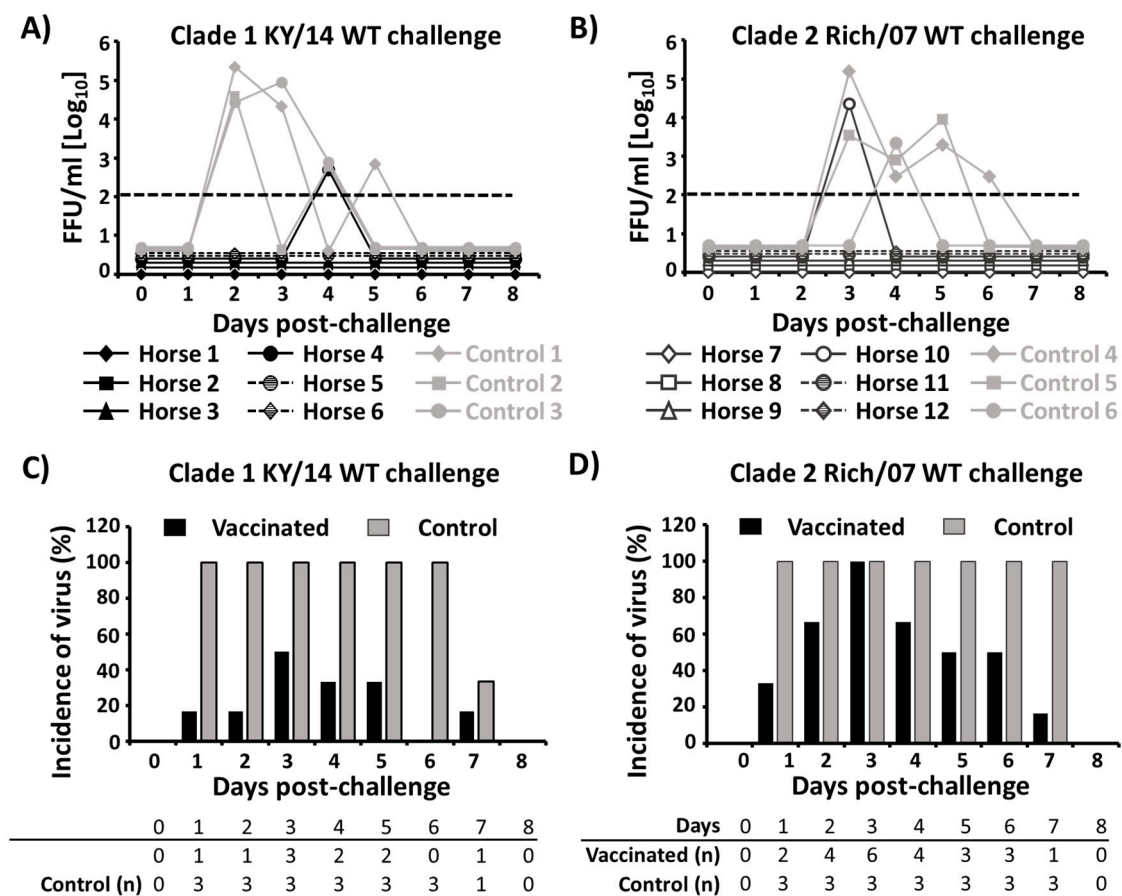 A)
Clade 1 KY/14 WT challenge
FFU/ml [Log10]
6
5
4
3
2
1
0
0 1 2 3 4 5 6 7 8
Days post-challenge
Horse 1 Horse 4 Control 1
Horse 2 Horse 5 Control 2
Horse 3 Horse 6 Control 3
B)
Clade 2 Rich/07 WT challenge
FFU/ml [Log10]
6
5
4
3
2
1
0
0 1 2 3 4 5 6 7 8
Days post-challenge
Horse 7 Horse 10 Control 4
Horse 8 Horse 11 Control 5
Horse 9 Horse 12 Control 6
C)
Clade 1 KY/14 WT challenge
Vaccinated Control
Incidence of virus (%)
120
100
80
60
40
20
0
0 1 2 3 4 5 6 7 8
Days post-challenge
0 1 2 3 4 5 6 7 8
0 1 1 3 2 2 0 1 0
Control (n) 0 3 3 3 3 3 3 1 0
D)
Clade 2 Rich/07 WT challenge
Vaccinated Control
Incidence of virus (%)
120
100
80
60
40
20
0
0 1 2 3 4 5 6 7 8
Days post-challenge
Days 0 1 2 3 4 5 6 7 8
Vaccinated (n) 0 2 4 6 4 3 3 1 0
Control (n) 0 3 3 3 3 3 3 3 0